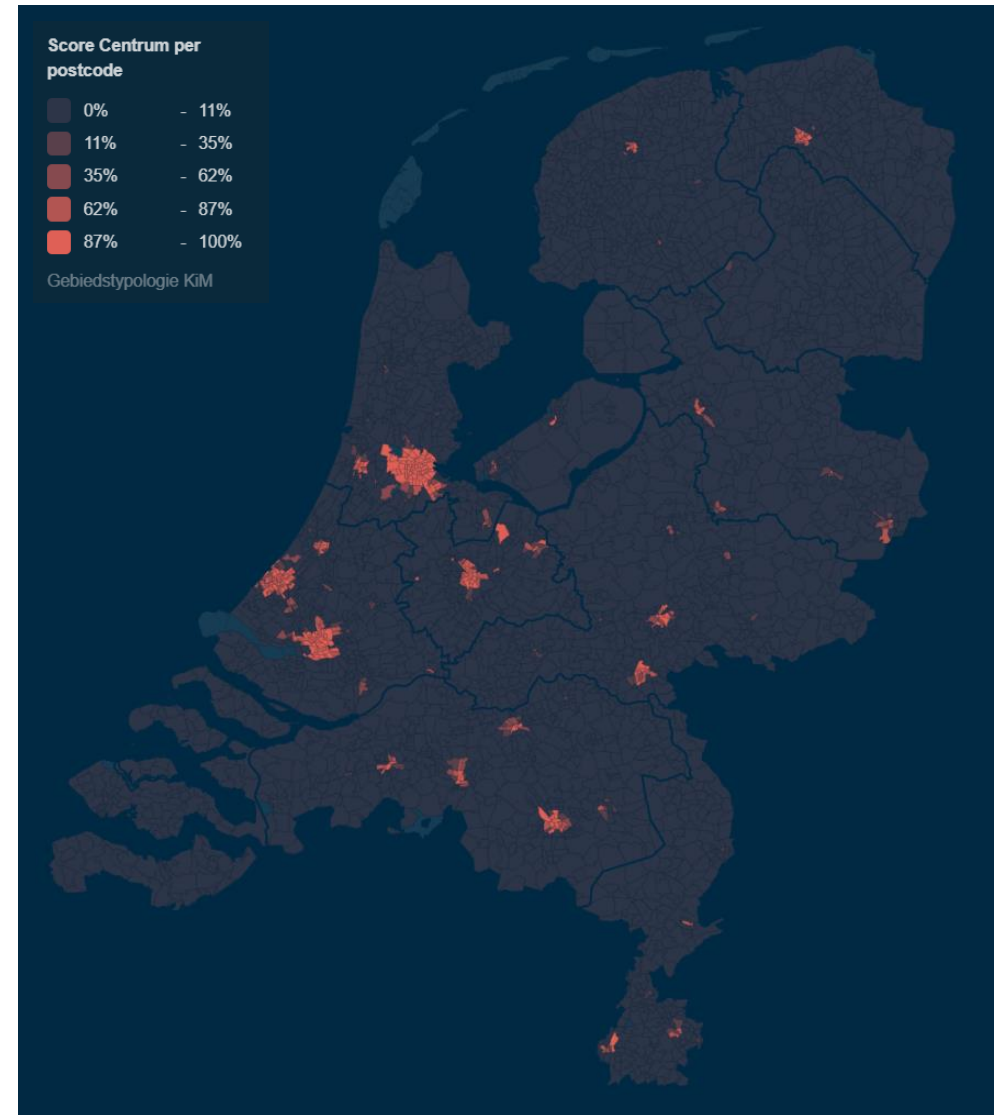 Score Centrum per
postcode
0% - 11%
11% - 35%
35% - 62%
62% - 87%
87% - 100%
Gebiedstypologie KiM